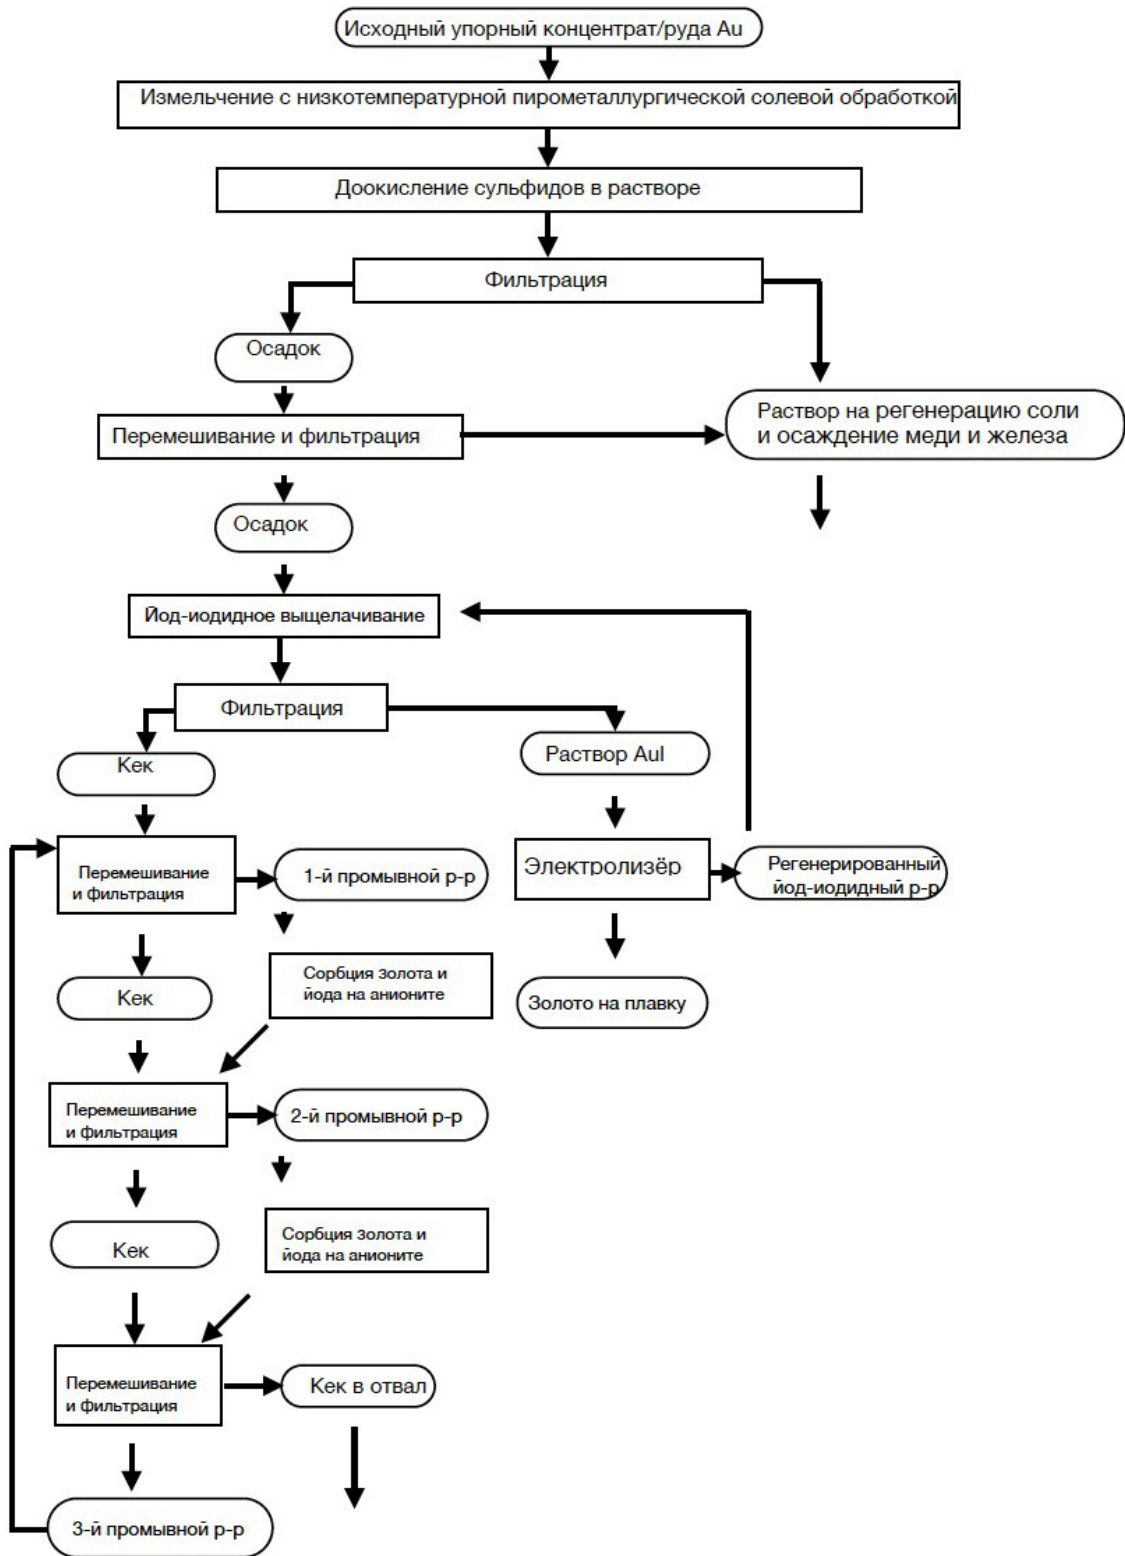 Исходный упорный концентрат/руда Au
Измельчение с низкотемпературной пирометаллургической солевой обработкой
Доокисление сульфидов в растворе
Фильтрация
Осадок
Раствор на регенерацию соли
и осаждение меди и железа
Перемешивание и фильтрация
Осадок
Йод-иодидное выщелачивание
Фильтрация
Кек
Раствор AuI
Перемешивание
и фильтрация
1-й промывной р-р
Электролизёр
Регенерированный
йод-иодидный р-р
Сорбция золота и
йода на анионите
Кек
Золото на плавку
Перемешивание
и фильтрация
2-й промывной р-р
Сорбция золота и
йода на анионите
Кек
Перемешивание
и фильтрация
Кек в отвал
3-й промывной р-р